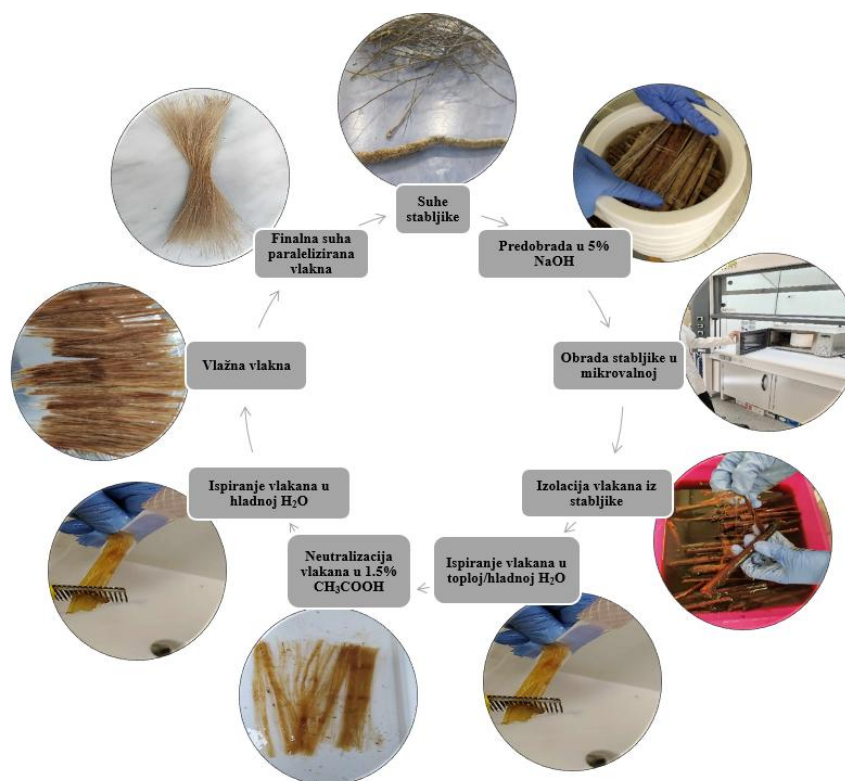 Suhe
stabljike
Predobrada u 5%
NaOH
Obrada stabljike u
mikrovalnoj
Izolacija vlakana iz
stabljike
Ispiranje vlakana u
toploj/hladnoj H₂O
Neutralizacija
vlakana u 1.5%
CH₃COOH
Ispiranje vlakana u
hladnoj H₂O
Vlažna vlakna
Finalna suha
paralelizirana
vlakna